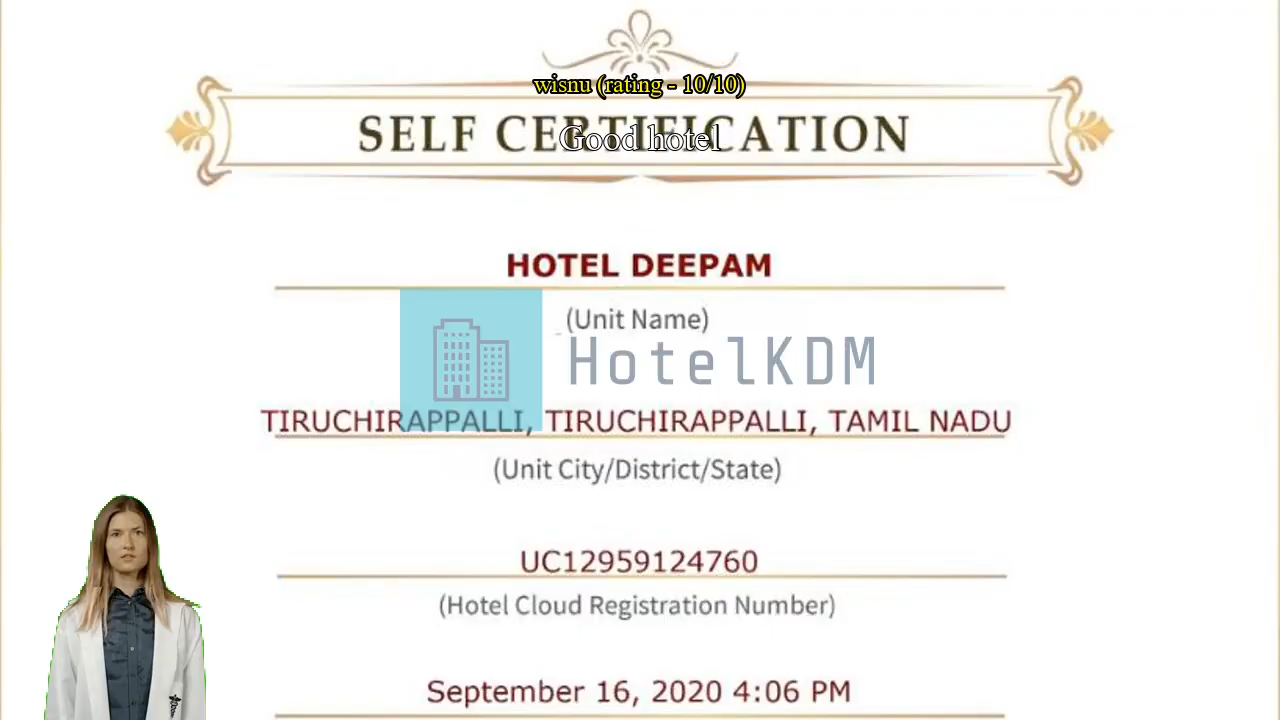 wisnu (rating - 10/10)
SELF CERTIFICATION
Good hotel
HOTEL DEEPAM
(Unit Name)
HotelKDM
TIRUCHIRAPPALLI, TIRUCHIRAPPALLI, TAMIL NADU
(Unit City/District/State)
UC12959124760
(Hotel Cloud Registration Number)
September 16, 2020 4:06 PM